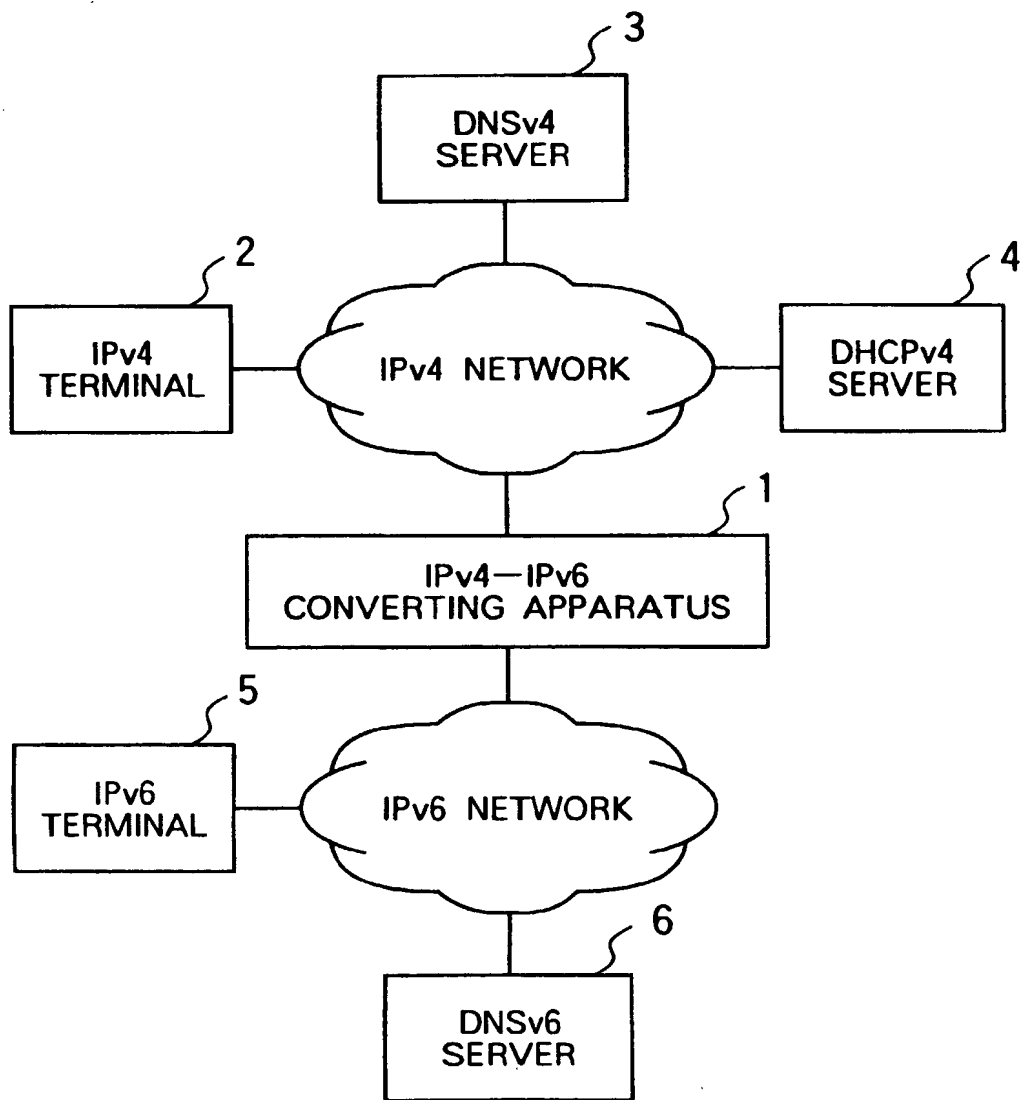 3
DNSv4
SERVER
2
4
IPv4
TERMINAL
IPv4 NETWORK
DHCPv4
SERVER
1
IPv4—IPv6
CONVERTING APPARATUS
5
IPv6
TERMINAL
IPv6 NETWORK
6
DNSv6
SERVER